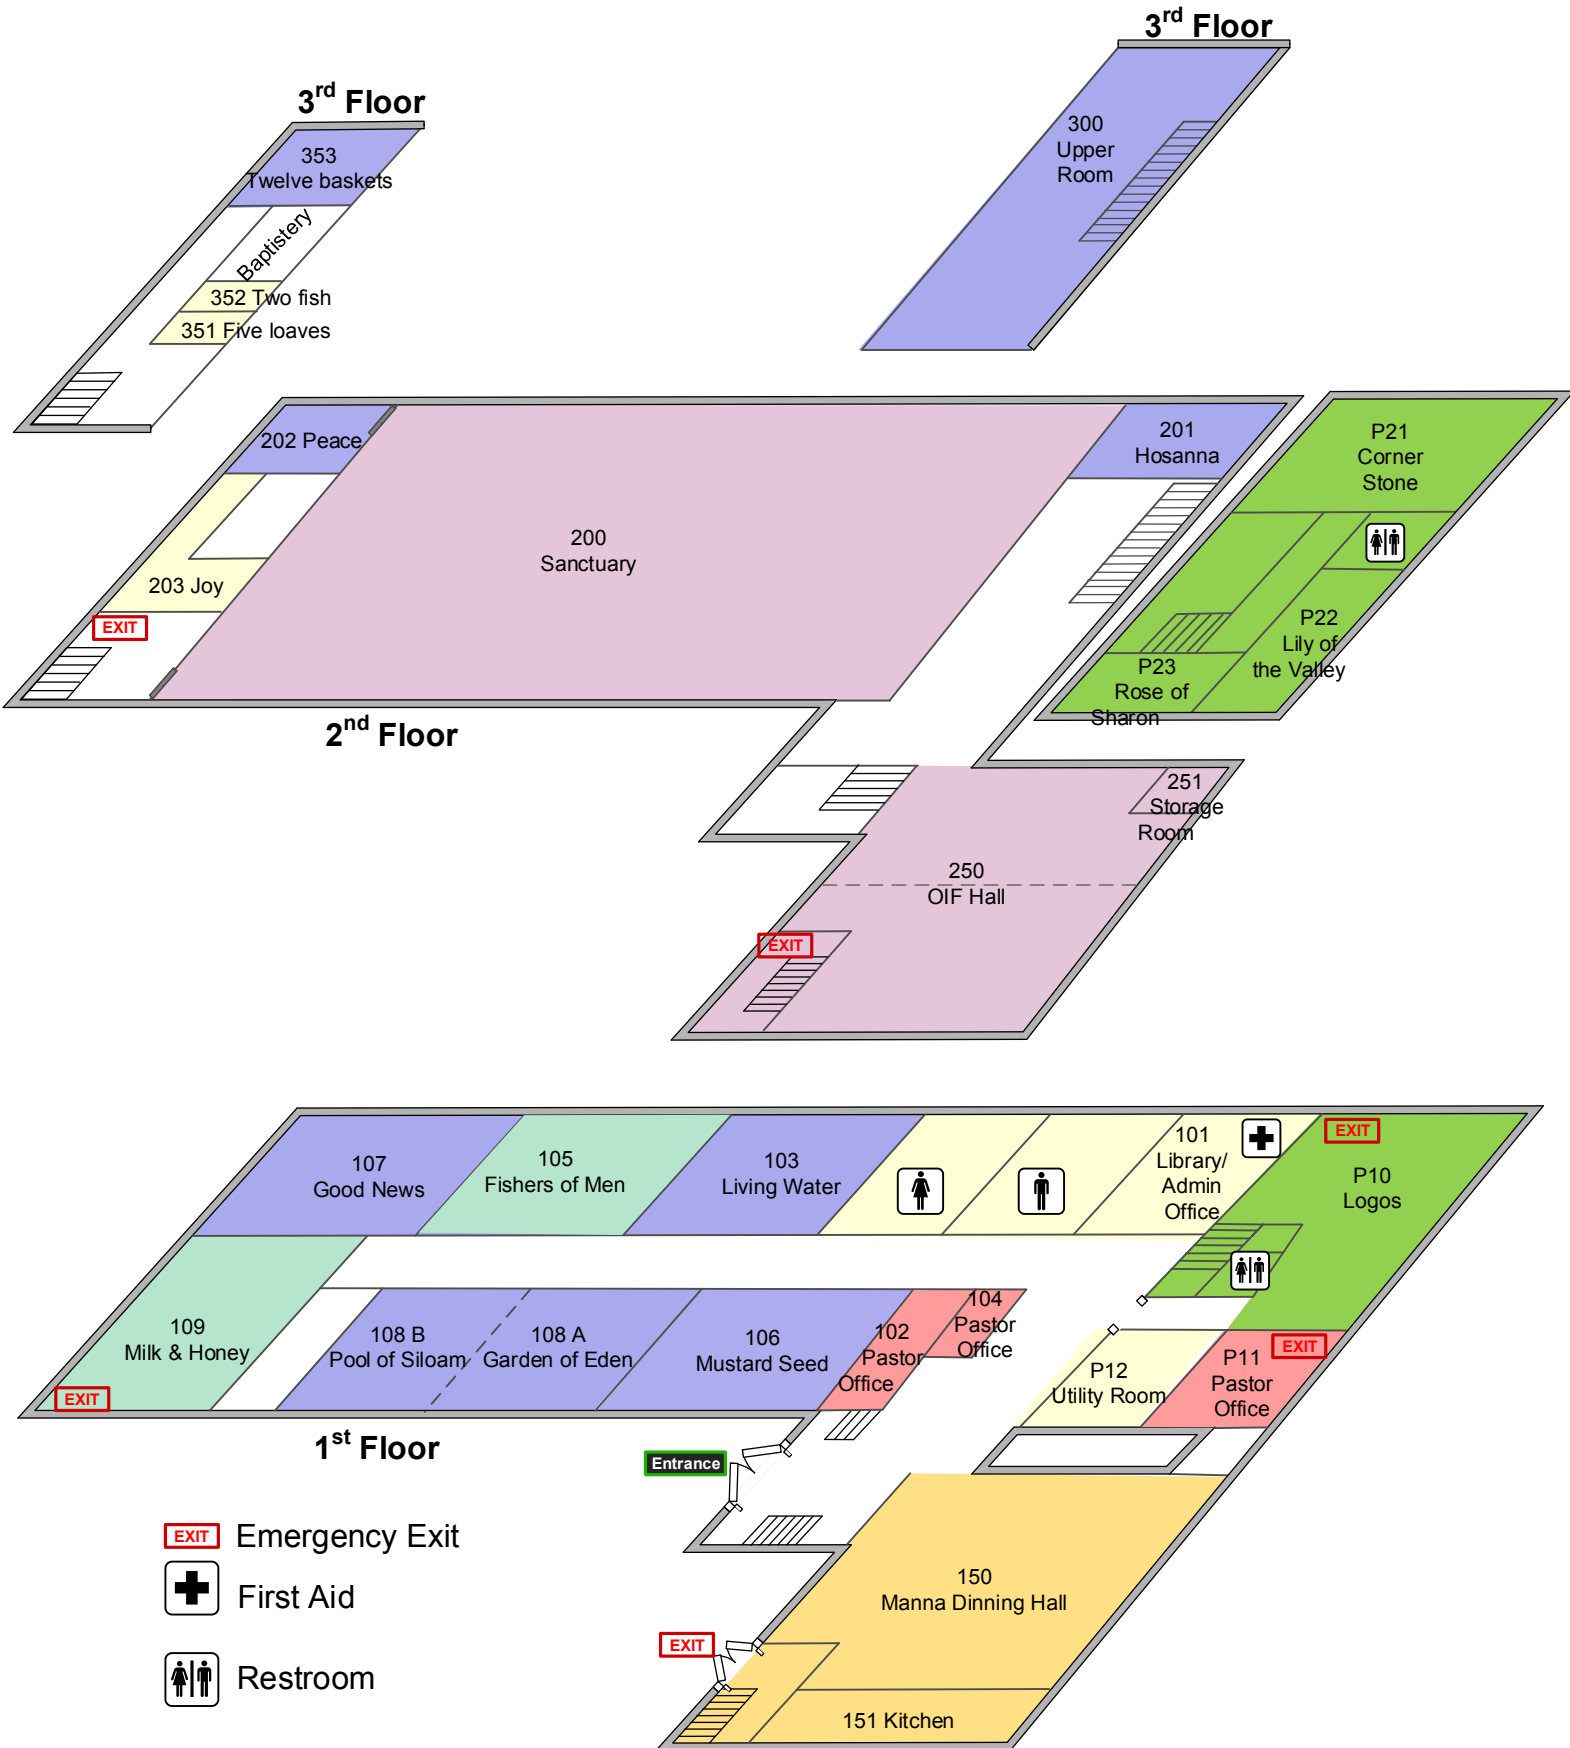 3rd Floor
300
Upper
Room
3rd Floor
353
Twelve baskets
Baptistery
352 Two fish
351 Five loaves
202 Peace
203 Joy
EXIT
200
Sanctuary
201
Hosanna
P21
Corner
Stone
P22
Lily of
the Valley
P23
Rose of
Sharon
2nd Floor
251
Storage
Room
250
OIF Hall
EXIT
107
Good News
105
Fishers of Men
103
Living Water
101
Library/
Admin
Office
EXIT
P10
Logos
109
Milk & Honey
EXIT
108 B
Pool of Siloam
108 A
Garden of Eden
106
Mustard Seed
102
Pastor
Office
104
Pastor
Office
P12
Utility Room
EXIT
P11
Pastor
Office
1st Floor
Entrance
EXIT Emergency Exit
First Aid
Restroom
150
Manna Dinning Hall
EXIT
151 Kitchen